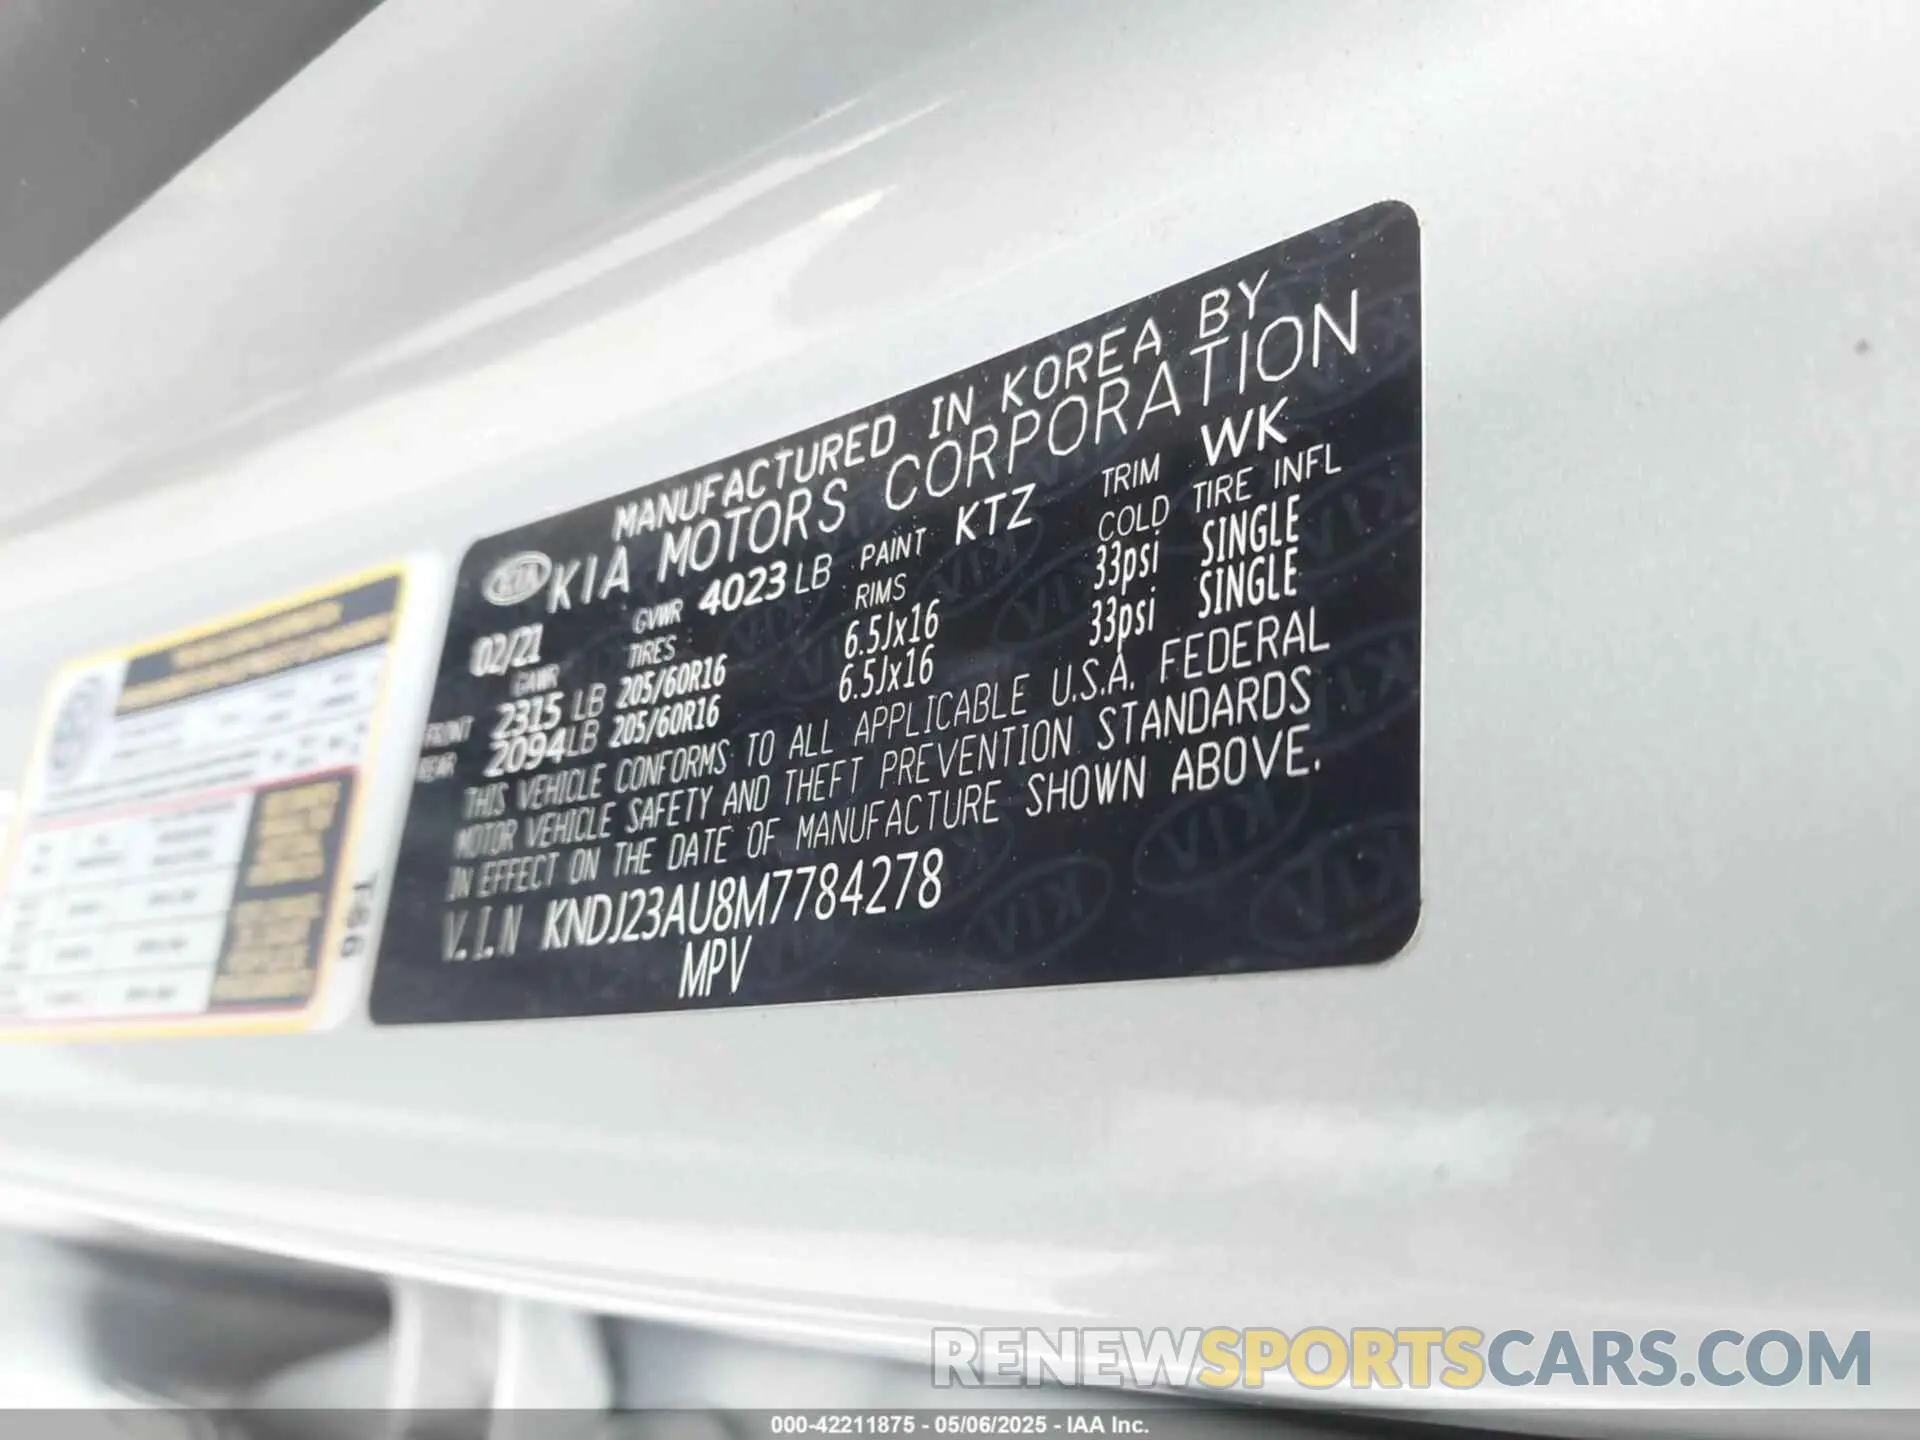 MANUFACTURED IN KOREA BY
KIA KIA MOTORS CORPORATION
02/21 GVWR 4023 LB PAINT KTZ TRIM WK
GAWR TIRES RIMS COLD TIRE INFL
FRONT 2315 LB 205/60R16 6.5Jx16 33psi SINGLE
REAR 2094LB 205/60R16 6.5Jx16 33psi SINGLE
THIS VEHICLE CONFORMS TO ALL APPLICABLE U.S.A. FEDERAL
MOTOR VEHICLE SAFETY AND THEFT PREVENTION STANDARDS
IN EFFECT ON THE DATE OF MANUFACTURE SHOWN ABOVE.
V.I.N KNDJ23AU8M7784278
MPV
RENEWSPORTSCARS.COM
000-42211875 - 05/06/2025 - IAA Inc.